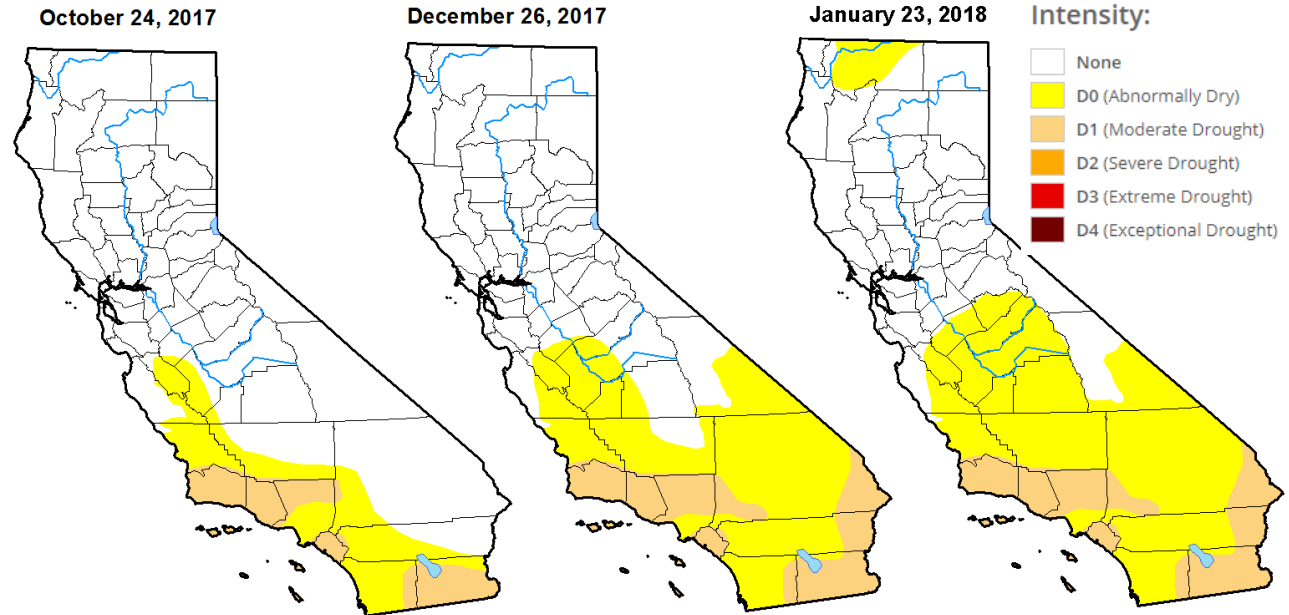 October 24, 2017
December 26, 2017
January 23, 2018
Intensity:
None
D0 (Abnormally Dry)
D1 (Moderate Drought)
D2 (Severe Drought)
D3 (Extreme Drought)
D4 (Exceptional Drought)